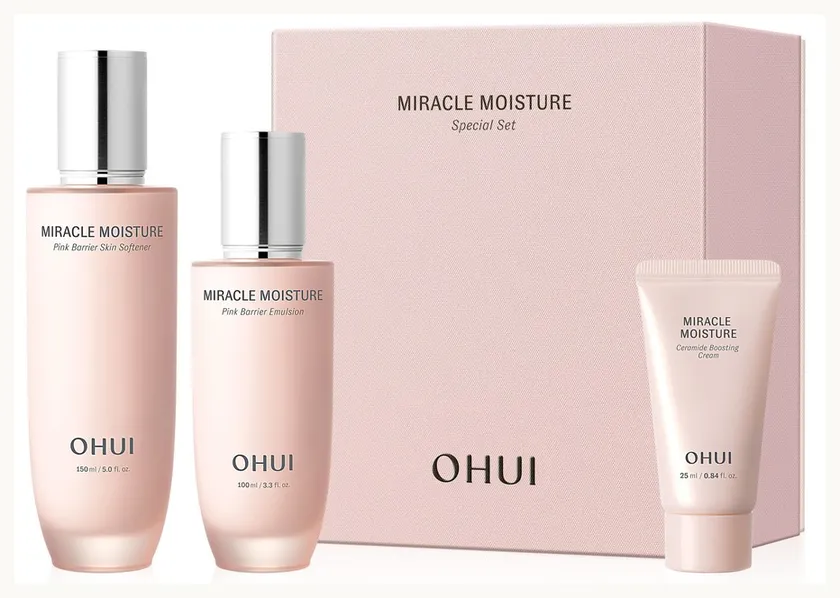 MIRACLE MOISTURE
Pink Barrier Skin Softener
OHUI
150 ml / 5.0 fl. oz.
MIRACLE MOISTURE
Pink Barrier Emulsion
OHUI
100 ml / 3.3 fl. oz.
MIRACLE MOISTURE
Special Set
OHUI
MIRACLE
MOISTURE
Ceramide Boosting
Cream
OHUI
25 ml / 0.84 fl. oz.